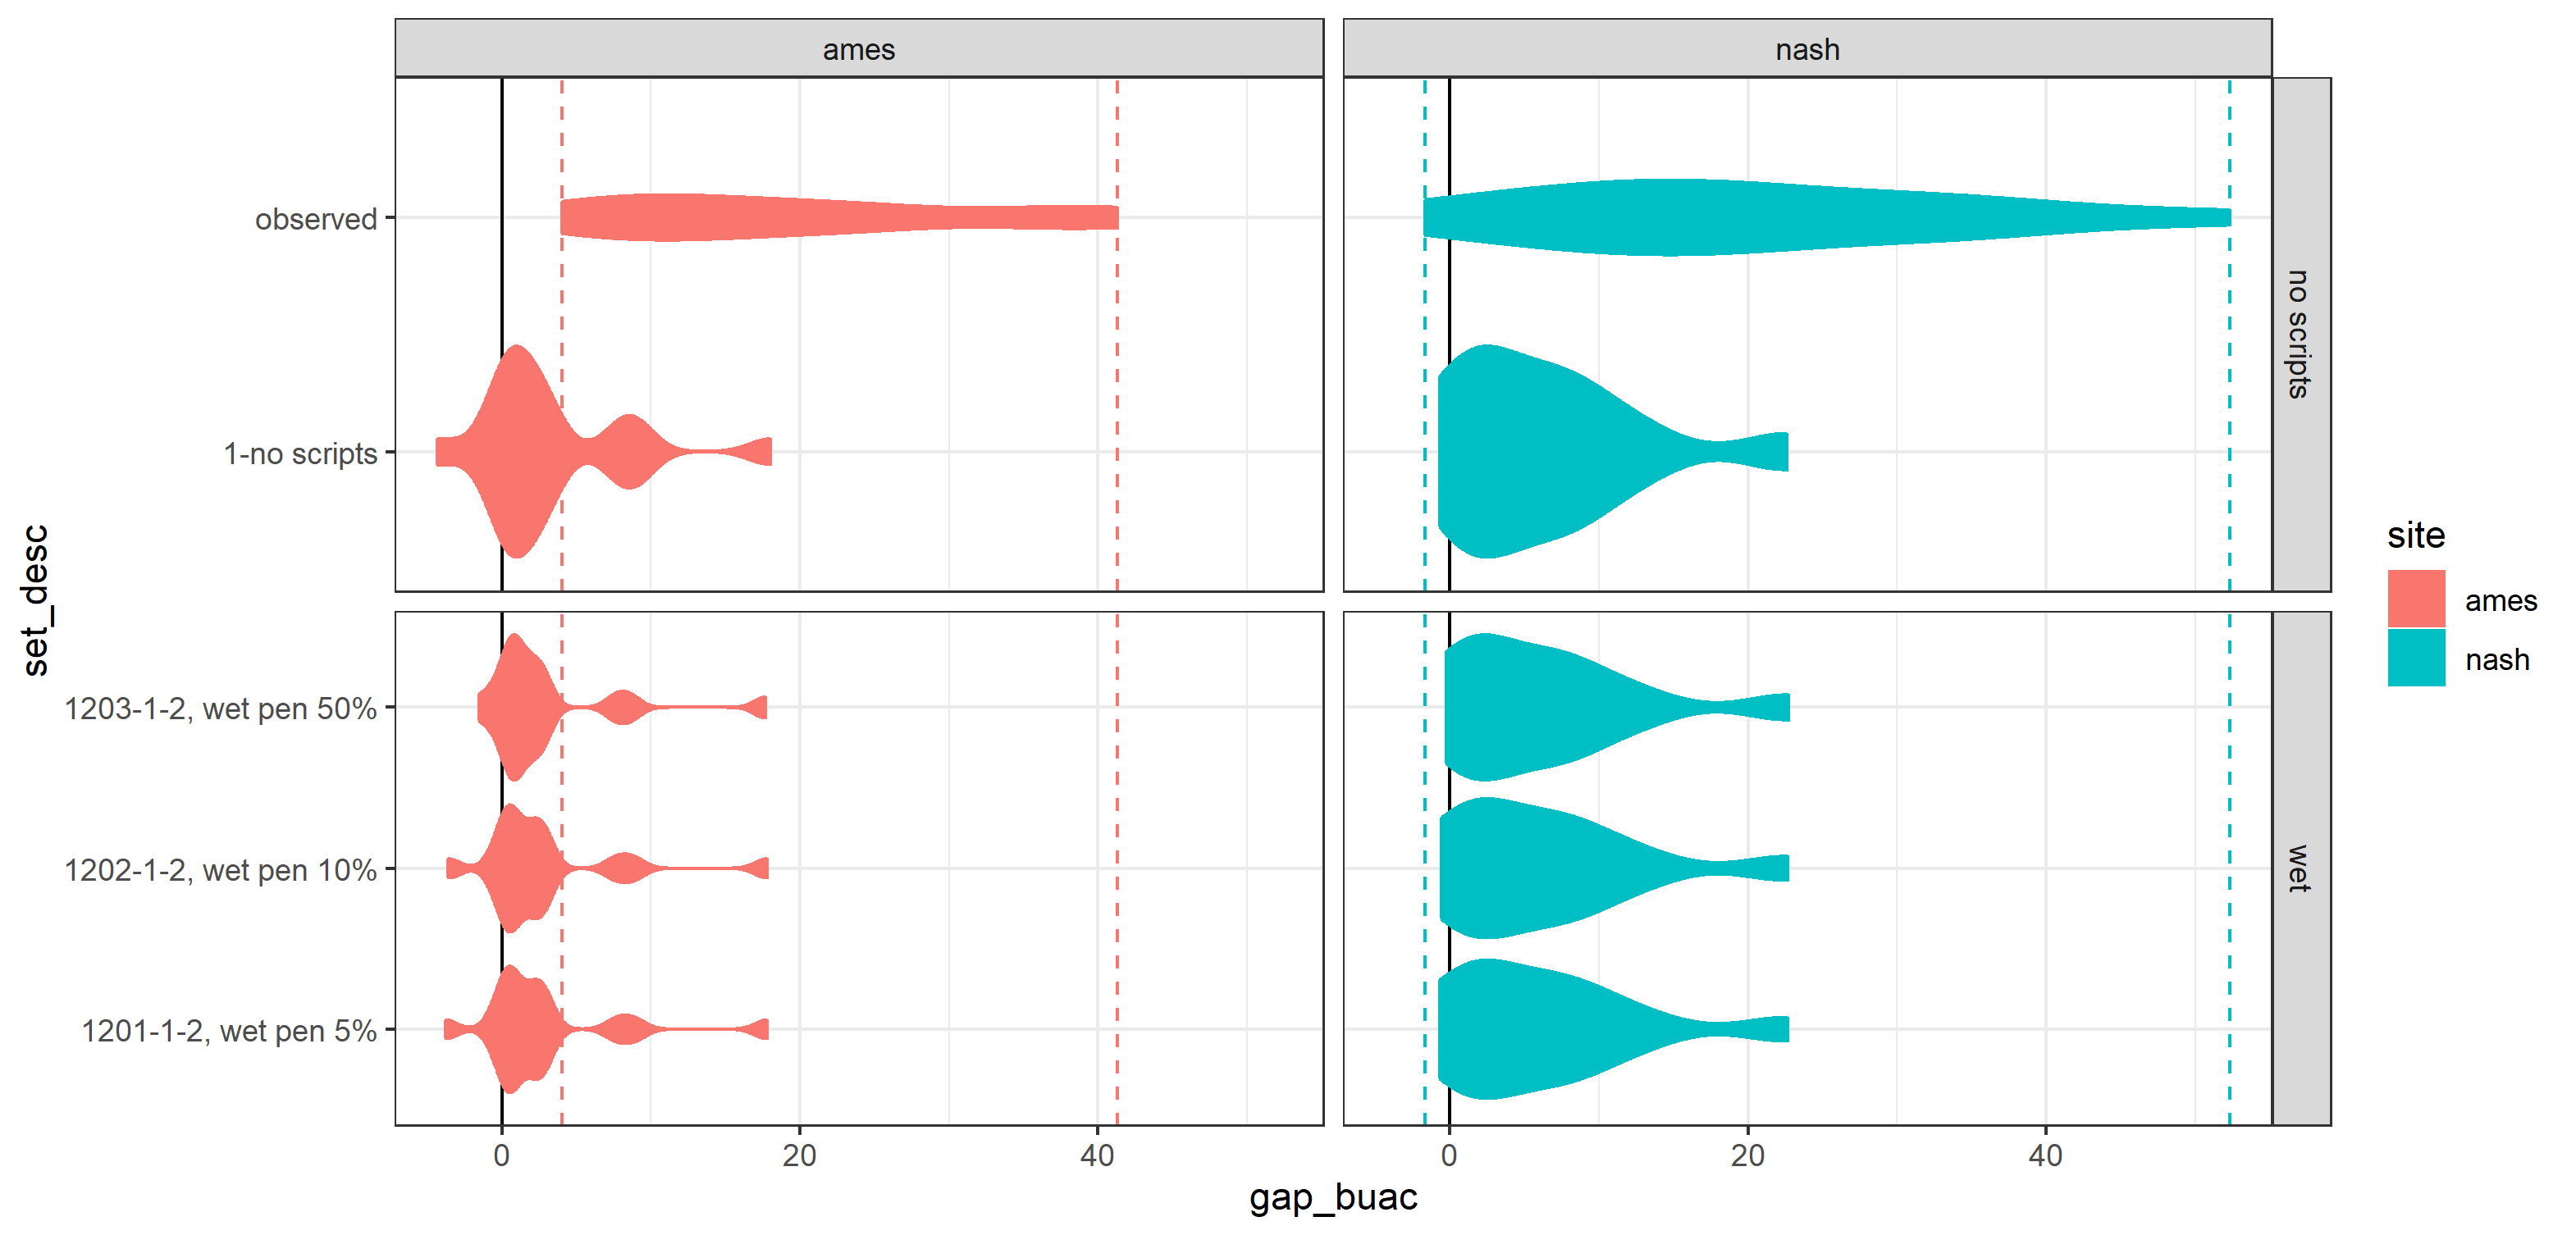 ames
nash
observed
1-no scripts
no scripts
1203-1-2, wet pen 50%
1202-1-2, wet pen 10%
1201-1-2, wet pen 5%
wet
0
20
40
0
20
40
gap_buac
set_desc
site
ames
nash